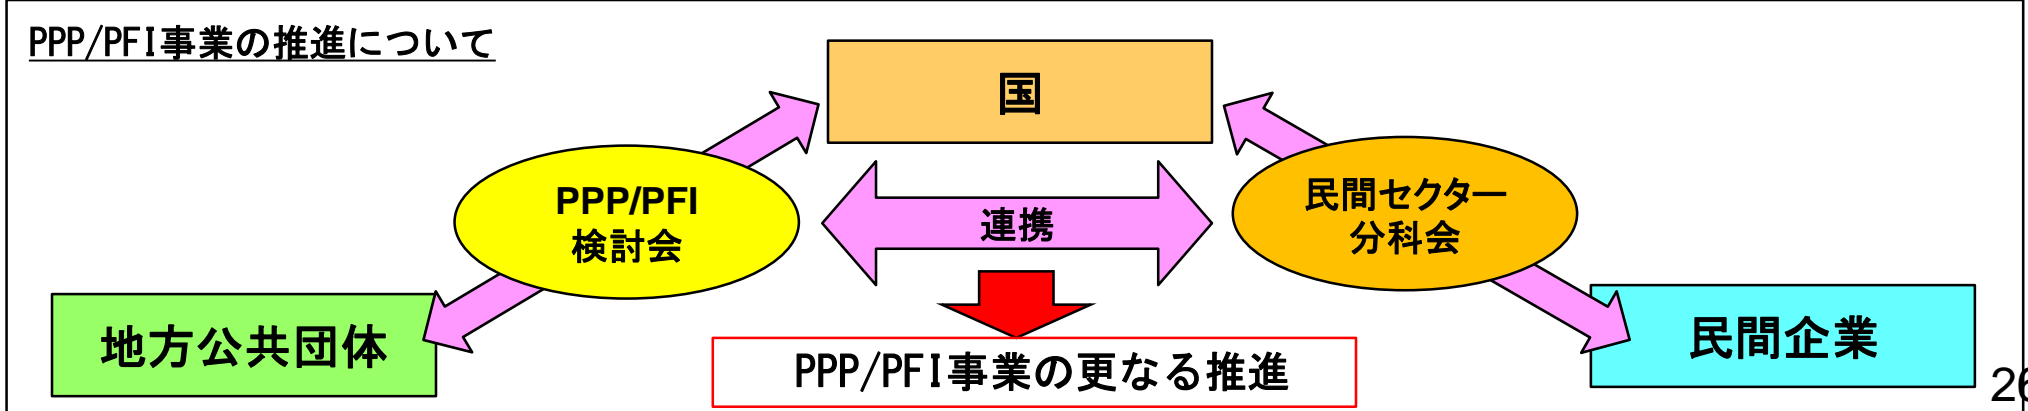 PPP/PFI事業の推進について
国
PPP/PFI
検討会
連携
民間セクター
分科会
地方公共団体
民間企業
PPP/PFI事業の更なる推進
26